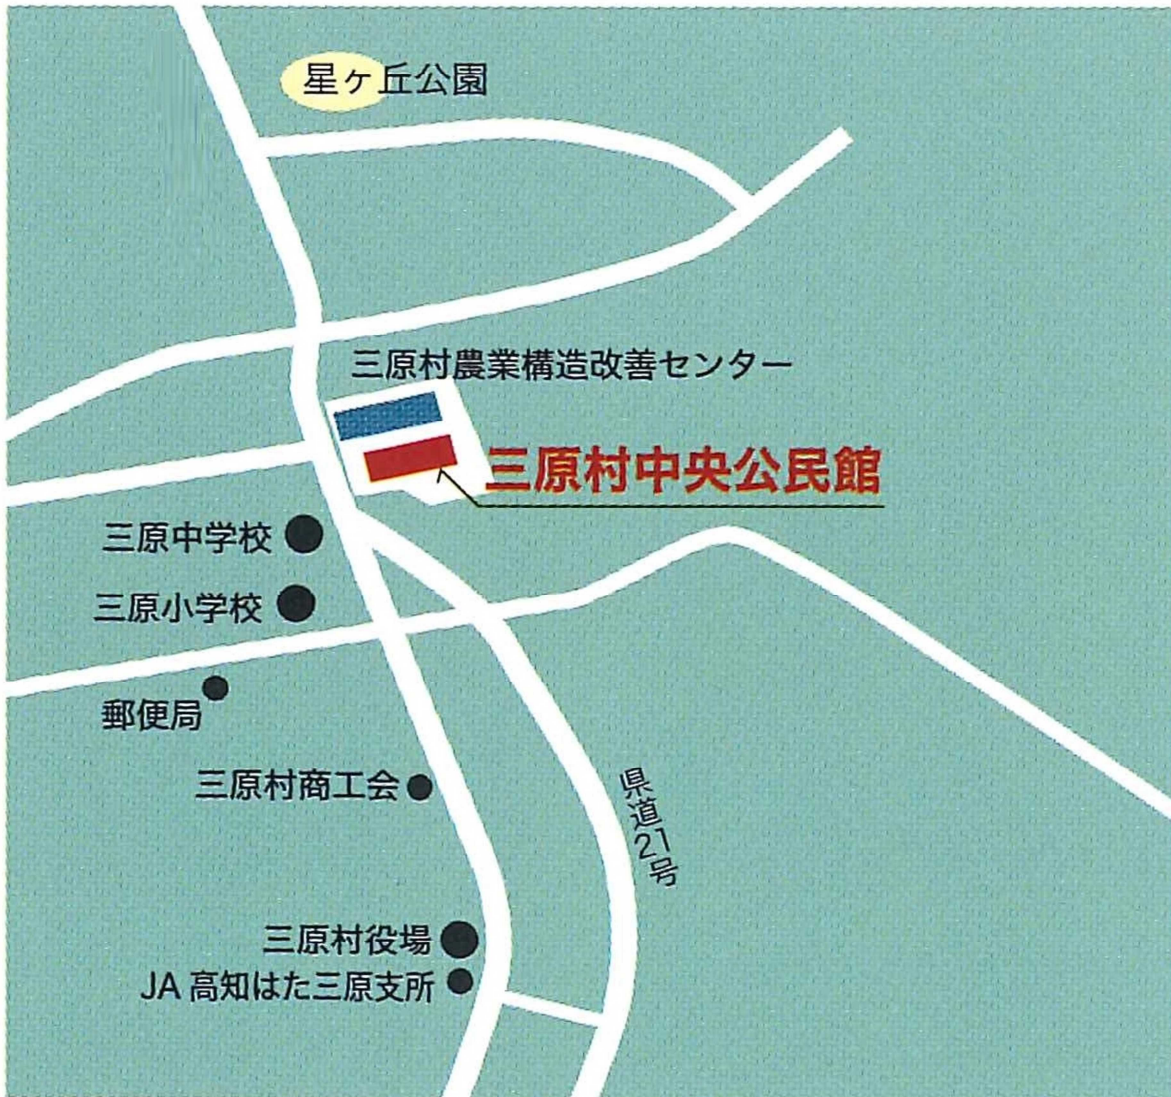 星ヶ丘公園
三原村農業構造改善センター
三原村中央公民館
三原中学校
三原小学校
郵便局
三原村商工会
県道21号
三原村役場
JA 高知はた三原支所